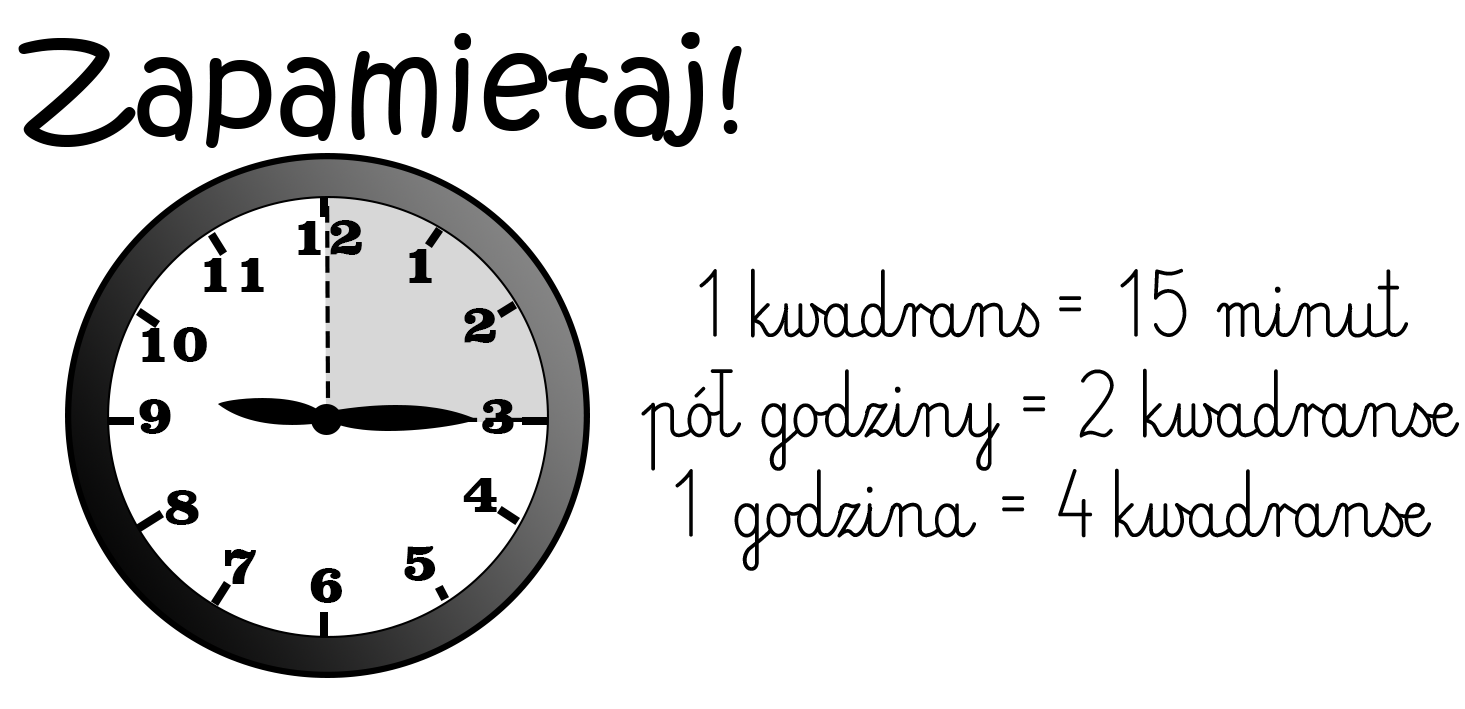 Zapamietaj!
12
11 1
10 2
9 3
8 4
7 5
6
1 kwadrans = 15 minut
pół godziny = 2 kwadranse
1 godzina = 4 kwadranse